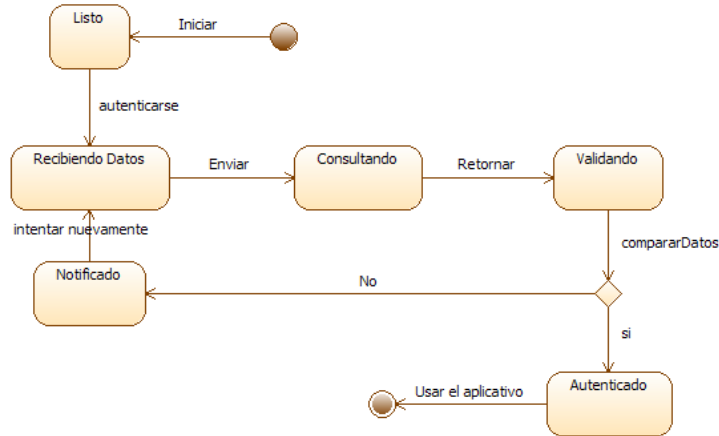 Listo
Iniciar
autenticarse
Recibiendo Datos
Enviar
Consultando
Retornar
Validando
intentar nuevamente
compararDatos
Notificado
No
si
Usar el aplicativo
Autenticado